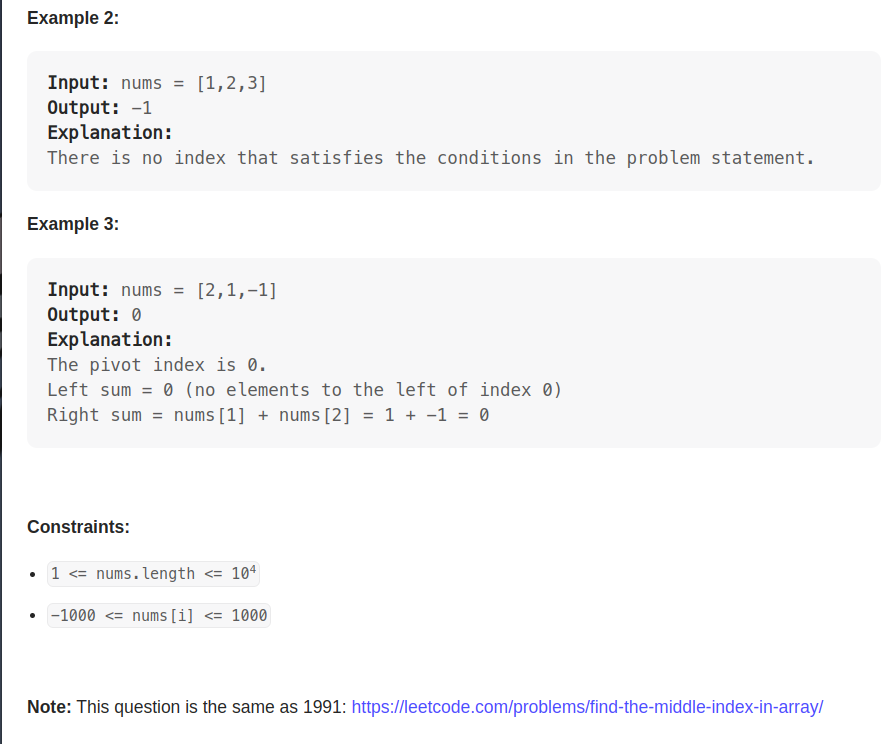 Example 2:
Input: nums = [1,2,3]
Output: −1
Explanation:
There is no index that satisfies the conditions in the problem statement.
Example 3:
Input: nums = [2,1,−1]
Output: 0
Explanation:
The pivot index is 0.
Left sum = 0 (no elements to the left of index 0)
Right sum = nums[1] + nums[2] = 1 + −1 = 0
Constraints:
• 1 <= nums.length <= 10⁴
• −1000 <= nums[i] <= 1000
Note: This question is the same as 1991: https://leetcode.com/problems/find-the-middle-index-in-array/